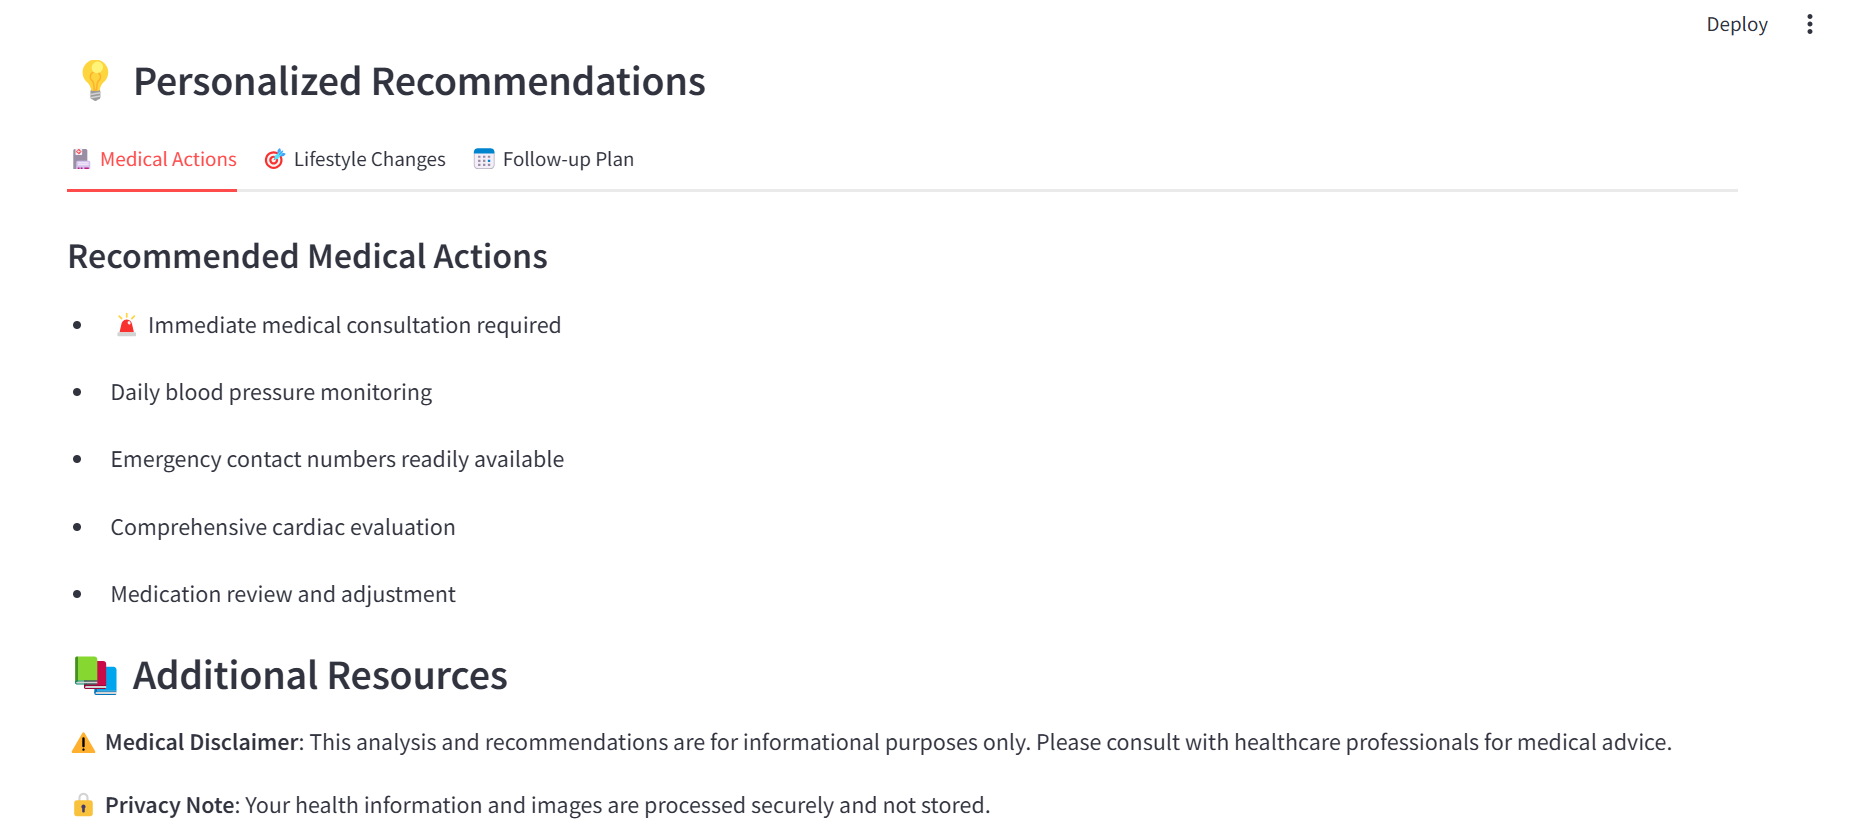 Deploy
Personalized Recommendations
Medical Actions Lifestyle Changes Follow-up Plan
Recommended Medical Actions
• Immediate medical consultation required
• Daily blood pressure monitoring
• Emergency contact numbers readily available
• Comprehensive cardiac evaluation
• Medication review and adjustment
Additional Resources
Medical Disclaimer: This analysis and recommendations are for informational purposes only. Please consult with healthcare professionals for medical advice.
Privacy Note: Your health information and images are processed securely and not stored.